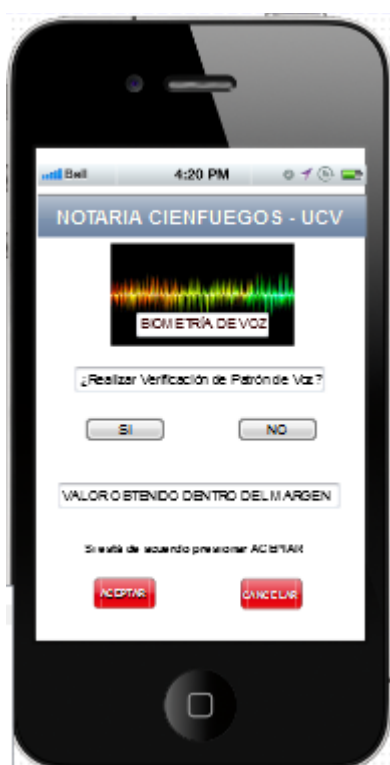 Bell 4:20 PM
NOTARIA CIENFUEGOS - UCV
BIOMETRÍA DE VOZ
¿Realizar Verificación de Patrón de Voz?
SI NO
VALOR OBTENIDO DENTRO DEL MARGEN
Si está de acuerdo presionar ACEPTAR
ACEPTAR CANCELAR